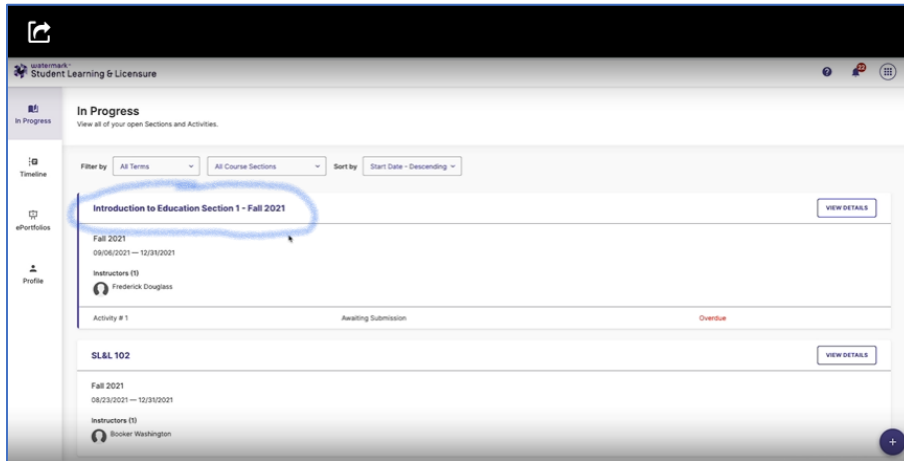 watermark™
Student Learning & Licensure
22
In Progress
Timeline
ePortfolios
Profile
In Progress
View all of your open Sections and Activities.
Filter by All Terms All Course Sections Sort by Start Date - Descending
Introduction to Education Section 1 - Fall 2021 VIEW DETAILS
Fall 2021
09/06/2021 — 12/31/2021
Instructors (1)
Frederick Douglass
Activity # 1 Awaiting Submission Overdue
SL&L 102 VIEW DETAILS
Fall 2021
08/23/2021 — 12/31/2021
Instructors (1)
Booker Washington